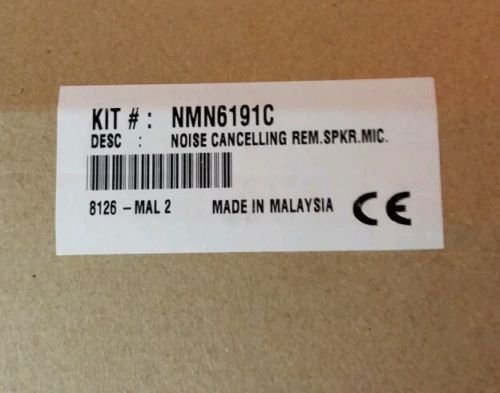 KIT # : NMN6191C
DESC : NOISE CANCELLING REM.SPKR.MIC.
8126 - MAL 2 MADE IN MALAYSIA CE